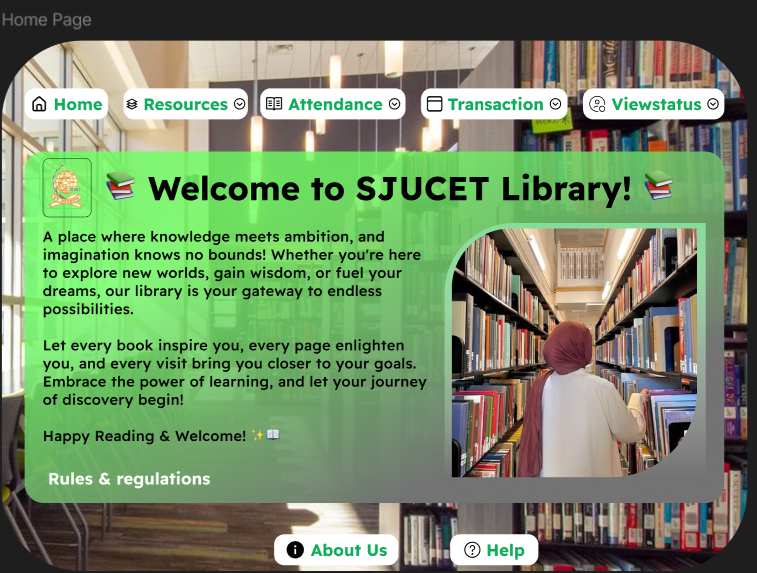 Home Page
Home
Resources
Attendance
Transaction
Viewstatus
📚 Welcome to SJUCET Library! 📚
A place where knowledge meets ambition, and
imagination knows no bounds! Whether you're here
to explore new worlds, gain wisdom, or fuel your
dreams, our library is your gateway to endless
possibilities.
Let every book inspire you, every page enlighten
you, and every visit bring you closer to your goals.
Embrace the power of learning, and let your journey
of discovery begin!
Happy Reading & Welcome! ✨📖
Rules & regulations
About Us
Help